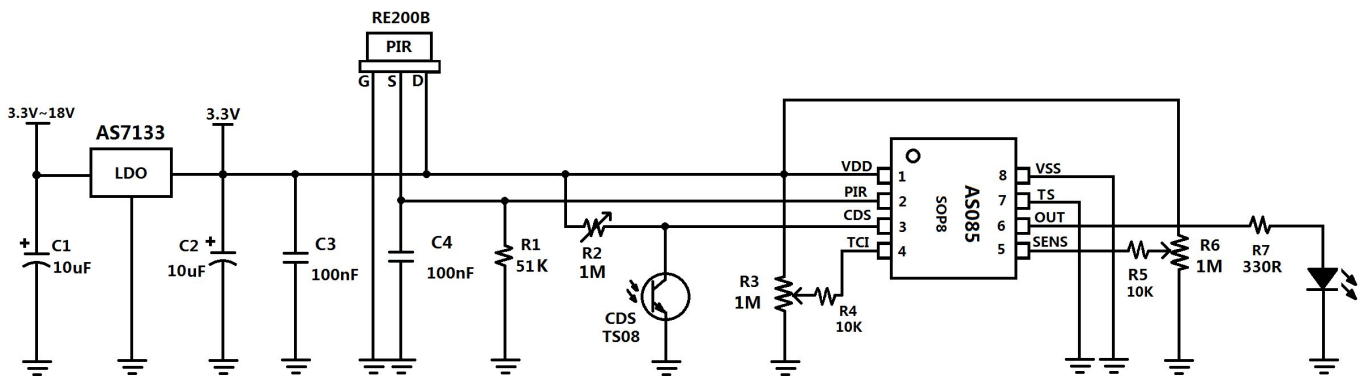 RE200B
PIR
G S D
3.3V~18V
3.3V
AS7133
LDO
C1
10uF
C2
10uF
C3
100nF
C4
100nF
R1
51K
R2
1M
CDS
TS08
R3
1M
R4
10K
VDD
PIR
CDS
TCI
1
2
3
4
AS085
SOP8
8
7
6
5
VSS
TS
OUT
SENS
R5
10K
R6
1M
R7
330R